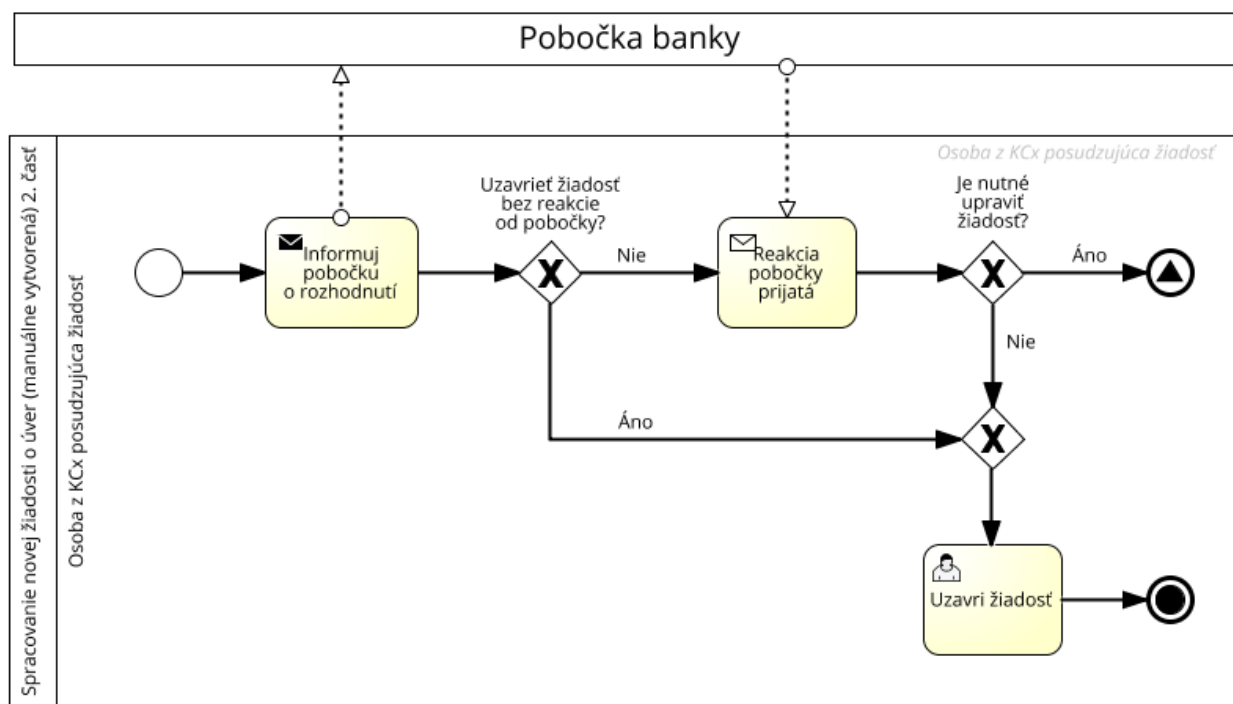 Pobočka banky
Spracovanie novej žiadosti o úver (manuálne vytvorená) 2. časť
Osoba z KCx posudzujúca žiadosť
Osoba z KCx posudzujúca žiadosť
Informuj
pobočku
o rozhodnutí
Uzavrieť žiadosť
bez reakcie
od pobočky?
Nie
Reakcia
pobočky
prijatá
Je nutné
upraviť
žiadosť?
Áno
Nie
Áno
Uzavri žiadosť